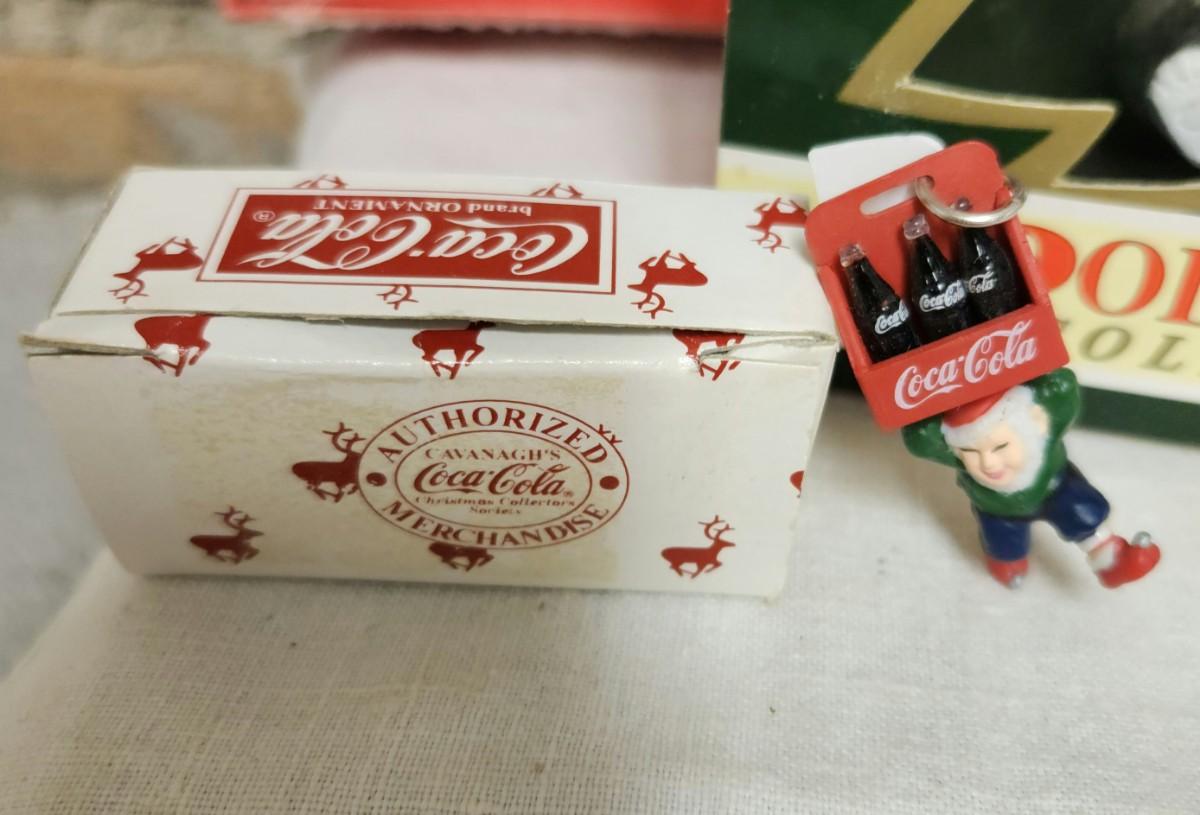 Coca-Cola®
brand ORNAMENT
AUTHORIZED
CAVANAGH'S
Coca-Cola®
Christmas Collectors
Society
MERCHANDISE
Coca-Cola
Coca-Cola
Cola
Coca-Cola